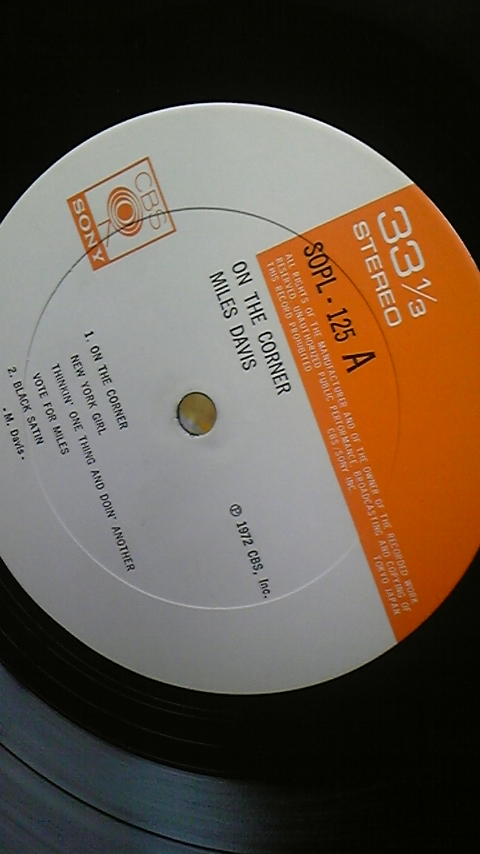 33 1/3
STEREO
SOPL - 125 A
ALL RIGHTS OF THE MANUFACTURER AND OF THE OWNER OF THE RECORDED WORK
RESERVED. UNAUTHORIZED PUBLIC PERFORMANCE, BROADCASTING AND COPYING OF
THIS RECORD PROHIBITED
CBS/SONY INC.
TOKYO JAPAN
ON THE CORNER
MILES DAVIS
CBS
SONY
℗ 1972 CBS, Inc.
1. ON THE CORNER
NEW YORK GIRL
THINKIN' ONE THING AND DOIN' ANOTHER
VOTE FOR MILES
2. BLACK SATIN
-M. Davis-